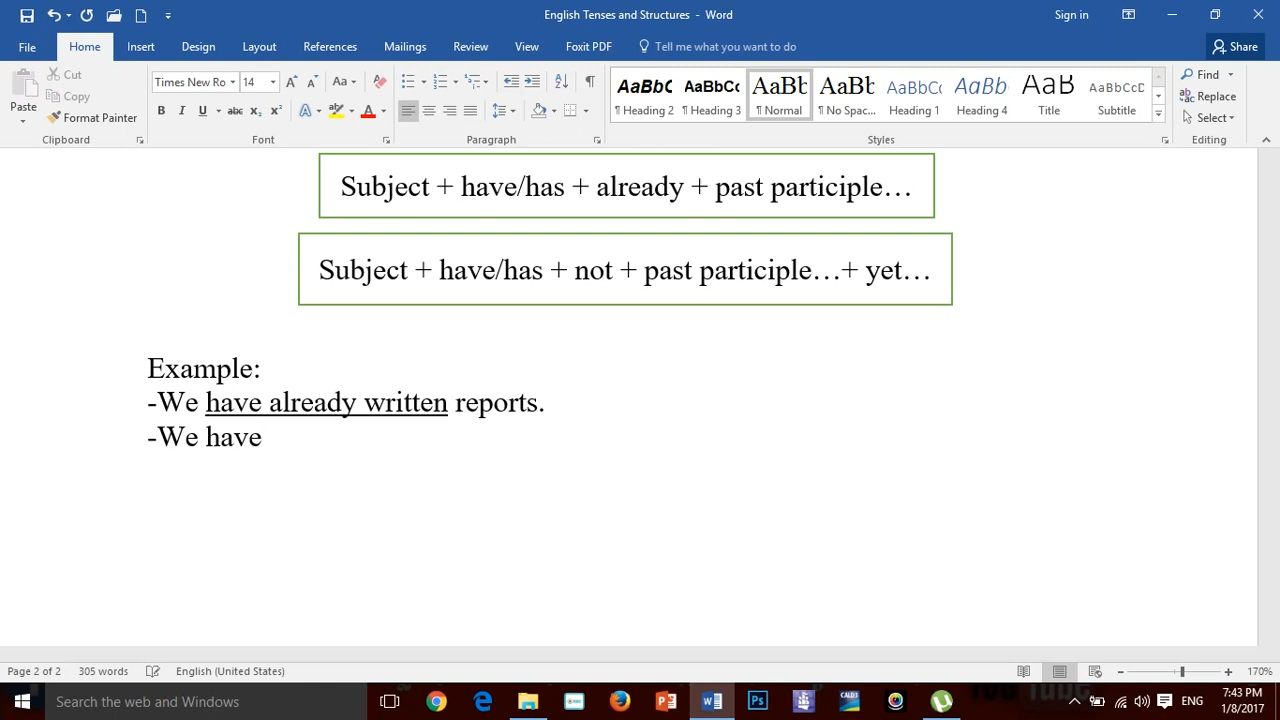 English Tenses and Structures - Word
Sign in
File Home Insert Design Layout References Mailings Review View Foxit PDF Tell me what you want to do Share
Paste
Cut
Copy
Format Painter
Times New Ro 14
AaBbC AaBbCc AaBb AaBb AaBbC AaBb AaB AaBbCcD
¶ Heading 2 ¶ Heading 3 ¶ Normal ¶ No Spac... Heading 1 Heading 4 Title Subtitle
Find
Replace
Select
Clipboard Font Paragraph Styles Editing
Subject + have/has + already + past participle…
Subject + have/has + not + past participle…+ yet…
Example:
-We have already written reports.
-We have
Page 2 of 2 305 words English (United States) 170%
Search the web and Windows
ENG
7:43 PM
1/8/2017